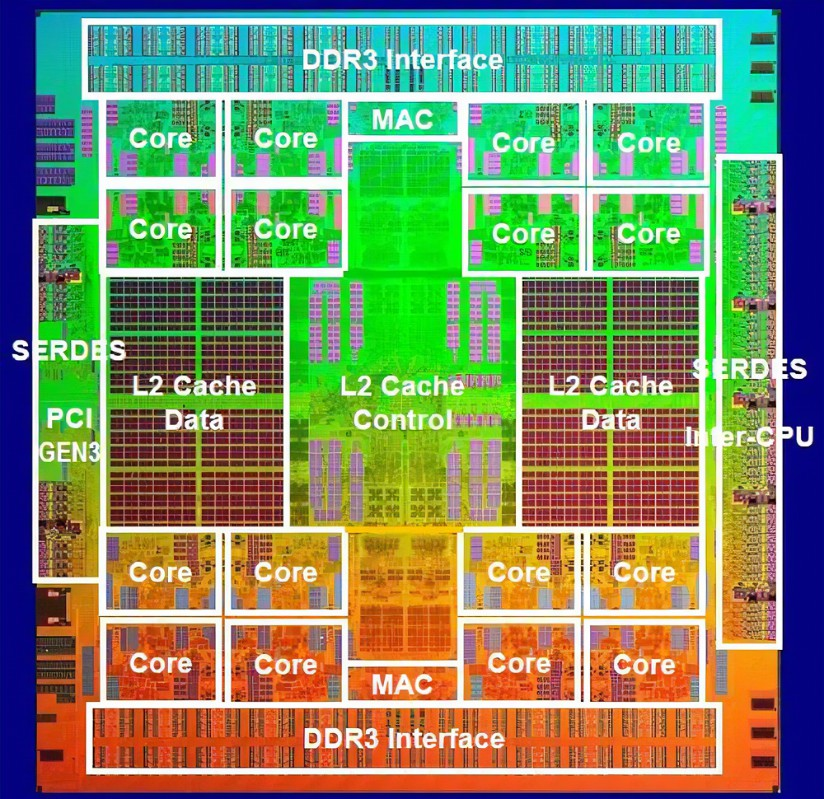 DDR3 Interface
MAC
Core
Core
Core
Core
Core
Core
Core
Core
SERDES
PCI
GEN3
L2 Cache
Data
L2 Cache
Control
L2 Cache
Data
SERDES
Inter-CPU
Core
Core
Core
Core
Core
Core
Core
Core
MAC
DDR3 Interface